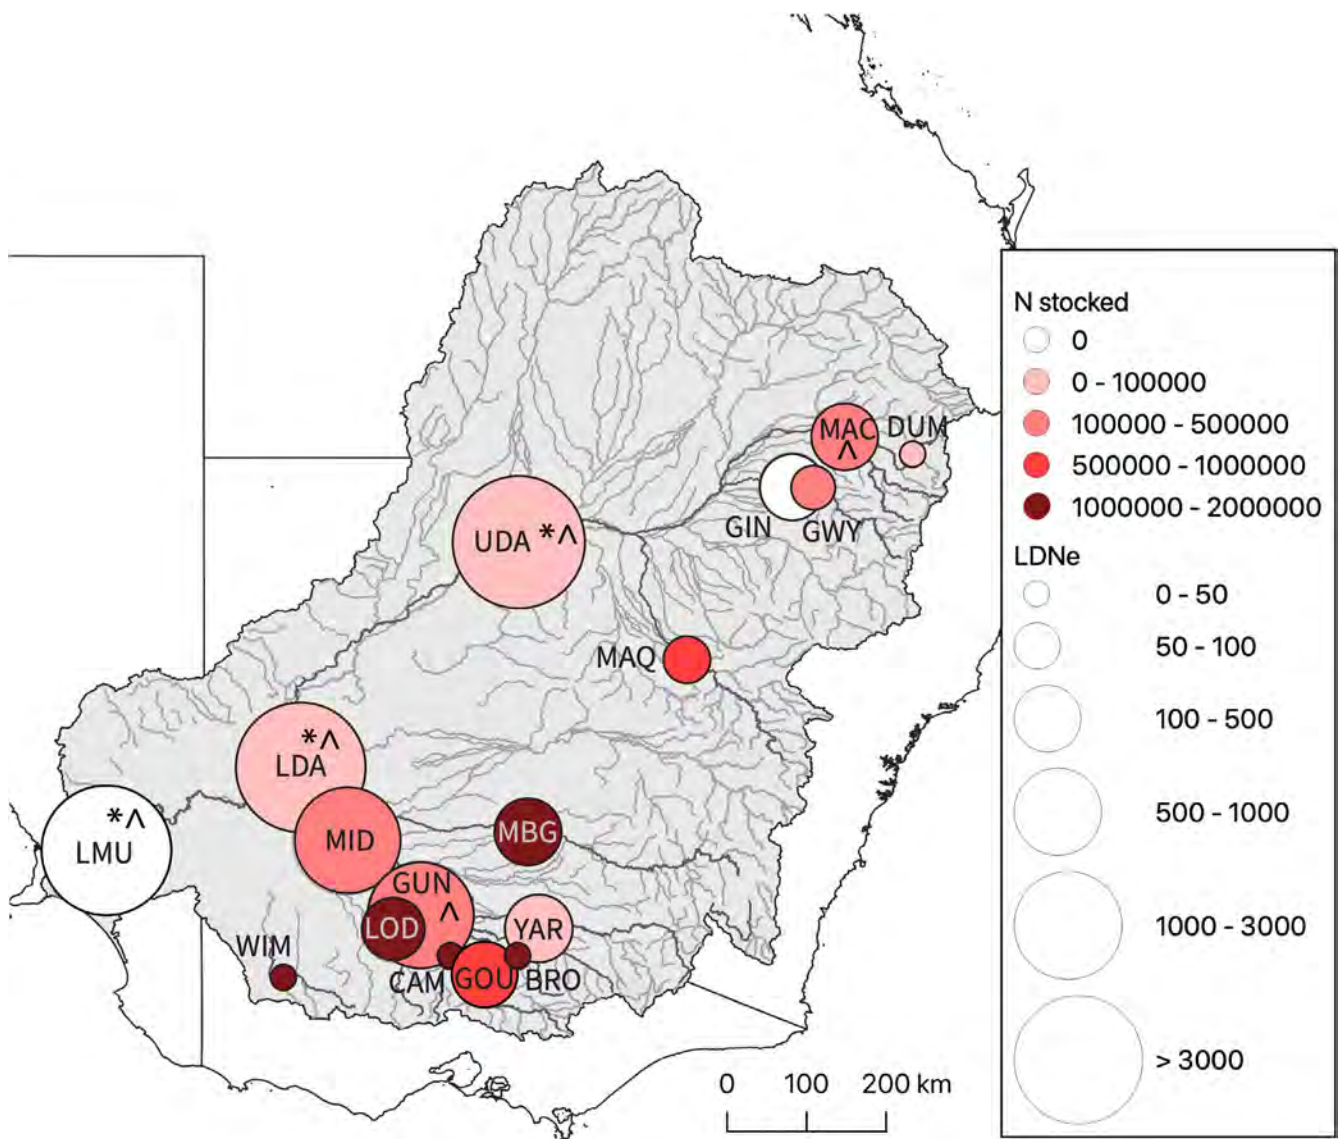 MAC DUM
^
GIN GWY
UDA *^
MAQ
*^
LDA
*^
LMU
MID
MBG
GUN
^
LOD
YAR
WIM
CAM GOU BRO
0 100 200 km
N stocked
0
0 - 100000
100000 - 5000000
500000 - 1000000
1000000 - 2000000
LDNe
0 - 50
50 - 100
100 - 500
500 - 1000
1000 - 3000
> 3000